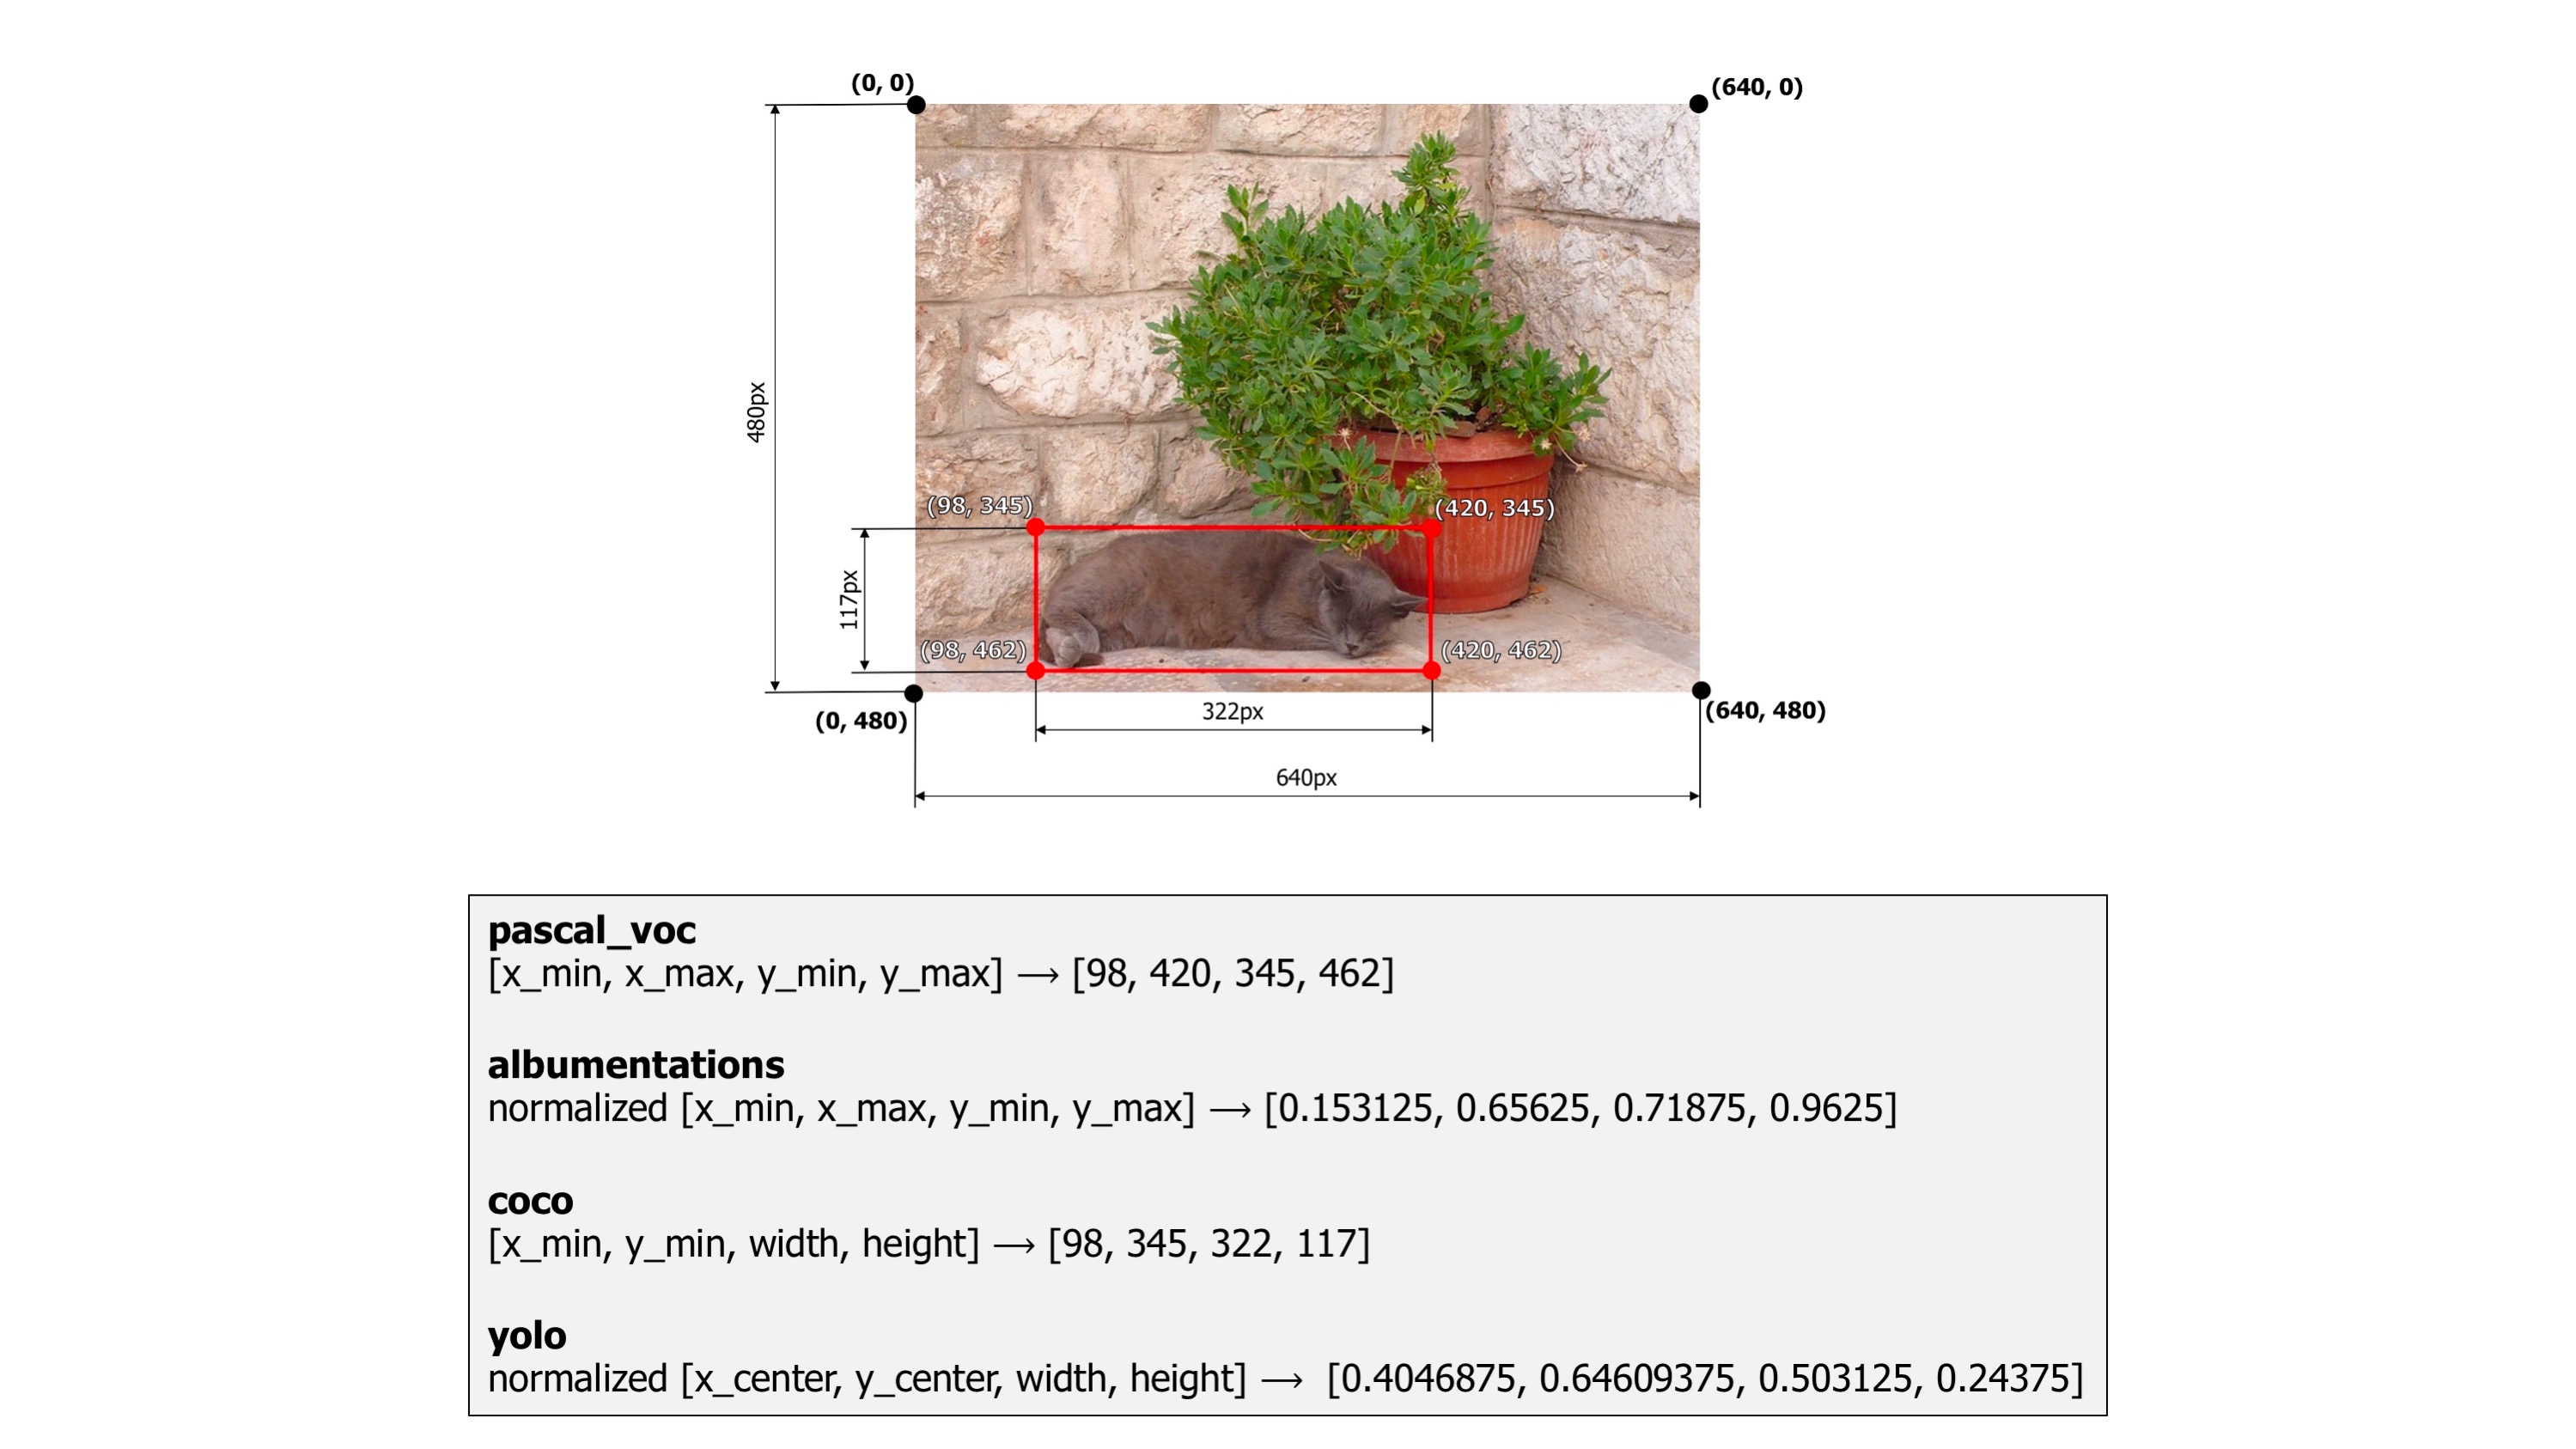 (0, 0)
(640, 0)
480px
(98, 345)
(420, 345)
117px
(98, 462)
(420, 462)
(0, 480)
322px
(640, 480)
640px
pascal_voc
[x_min, x_max, y_min, y_max] ⟶ [98, 420, 345, 462]
albumentations
normalized [x_min, x_max, y_min, y_max] ⟶ [0.153125, 0.65625, 0.71875, 0.9625]
coco
[x_min, y_min, width, height] ⟶ [98, 345, 322, 117]
yolo
normalized [x_center, y_center, width, height] ⟶ [0.4046875, 0.64609375, 0.503125, 0.24375]